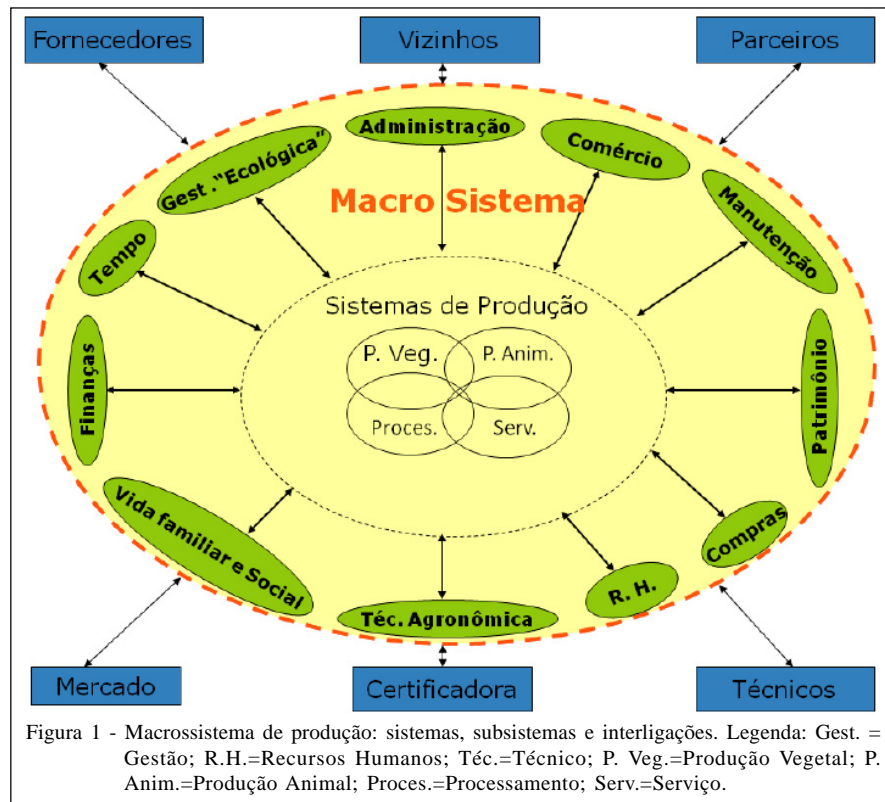 Fornecedores
Vizinhos
Parceiros
Administração
Gest ."Ecológica"
Comércio
Macro Sistema
Manutenção
Tempo
Sistemas de Produção
P. Veg.
P. Anim.
Finanças
Patrimônio
Proces.
Serv.
Vida familiar e Social
Compras
R. H.
Téc. Agronômica
Mercado
Certificadora
Técnicos
Figura 1 - Macrossistema de produção: sistemas, subsistemas e interligações. Legenda: Gest. =
Gestão; R.H.=Recursos Humanos; Téc.=Técnico; P. Veg.=Produção Vegetal; P.
Anim.=Produção Animal; Proces.=Processamento; Serv.=Serviço.